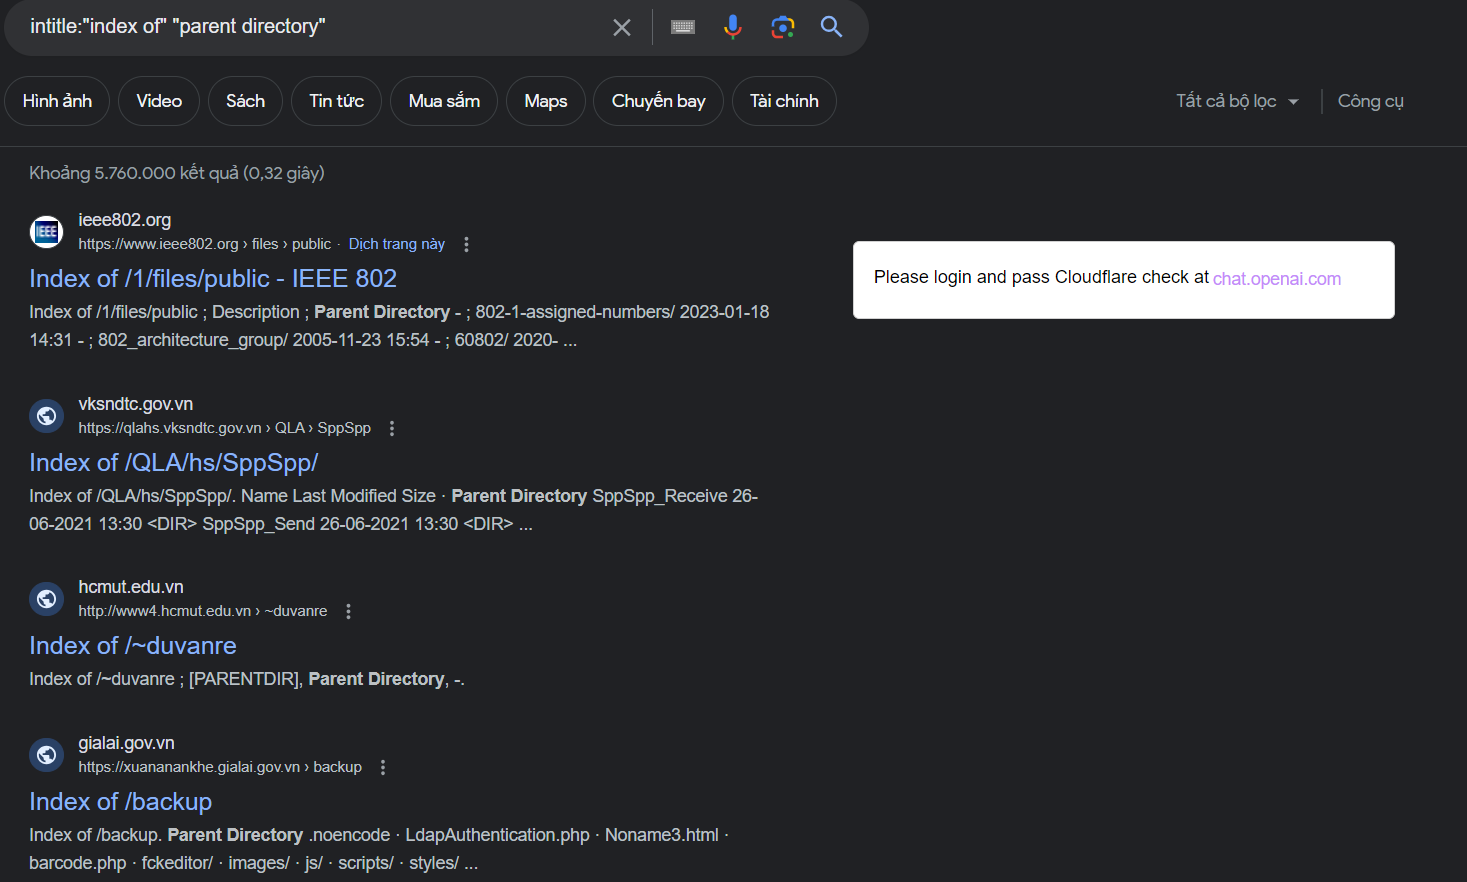 intitle:"index of" "parent directory"
Hình ảnh
Video
Sách
Tin tức
Mua sắm
Maps
Chuyến bay
Tài chính
Tất cả bộ lọc
Công cụ
Khoảng 5.760.000 kết quả (0,32 giây)
IEEE
ieee802.org
https://www.ieee802.org › files › public · Dịch trang này
Index of /1/files/public - IEEE 802
Index of /1/files/public ; Description ; Parent Directory - ; 802-1-assigned-numbers/ 2023-01-18
14:31 - ; 802_architecture_group/ 2005-11-23 15:54 - ; 60802/ 2020- ...
Please login and pass Cloudflare check at chat.openai.com
vksndtc.gov.vn
https://qlahs.vksndtc.gov.vn › QLA › SppSpp
Index of /QLA/hs/SppSpp/
Index of /QLA/hs/SppSpp/. Name Last Modified Size · Parent Directory SppSpp_Receive 26-
06-2021 13:30 <DIR> SppSpp_Send 26-06-2021 13:30 <DIR> ...
hcmut.edu.vn
http://www4.hcmut.edu.vn › ~duvanre
Index of /~duvanre
Index of /~duvanre ; [PARENTDIR], Parent Directory, -.
gialai.gov.vn
https://xuananankhe.gialai.gov.vn › backup
Index of /backup
Index of /backup. Parent Directory .noencode · LdapAuthentication.php · Noname3.html ·
barcode.php · fckeditor/ · images/ · js/ · scripts/ · styles/ ...